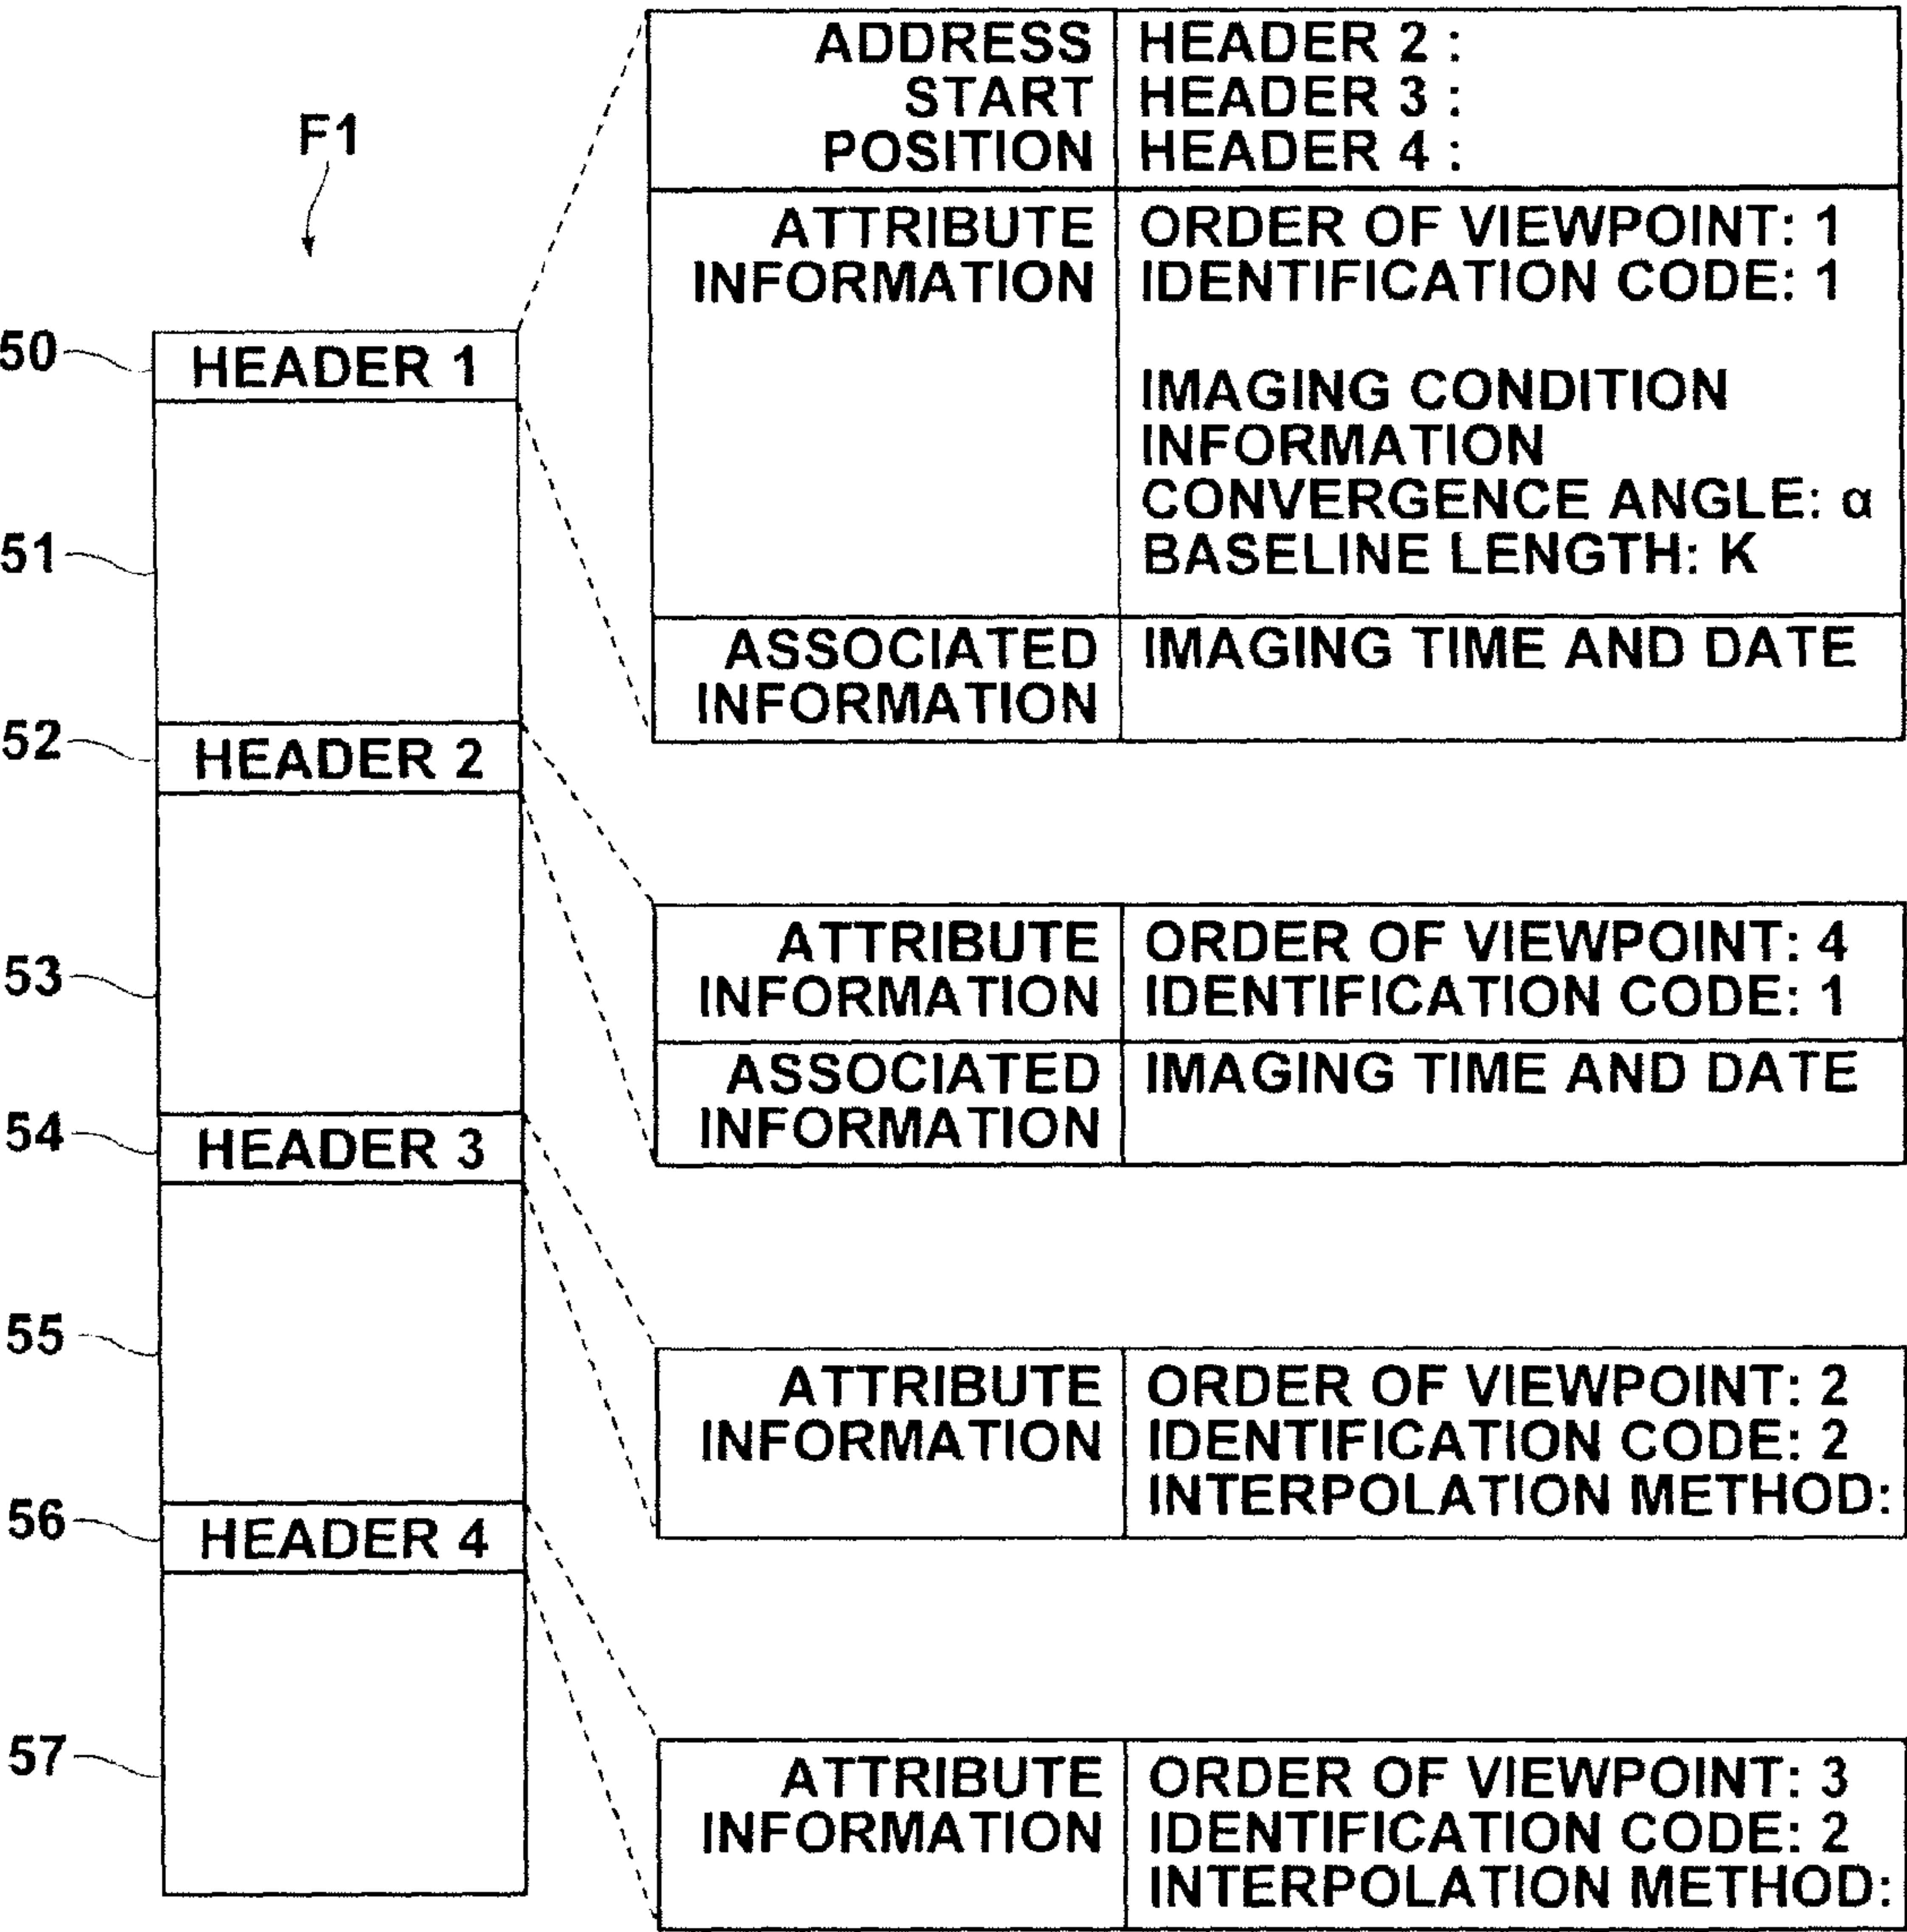 F1
50
HEADER 1
51
52
HEADER 2
53
54
HEADER 3
55
56
HEADER 4
57
ADDRESS START POSITION
HEADER 2 :
HEADER 3 :
HEADER 4 :
ATTRIBUTE INFORMATION
ORDER OF VIEWPOINT: 1
IDENTIFICATION CODE: 1
IMAGING CONDITION
INFORMATION
CONVERGENCE ANGLE: α
BASELINE LENGTH: K
ASSOCIATED INFORMATION
IMAGING TIME AND DATE
ATTRIBUTE INFORMATION
ORDER OF VIEWPOINT: 4
IDENTIFICATION CODE: 1
ASSOCIATED INFORMATION
IMAGING TIME AND DATE
ATTRIBUTE INFORMATION
ORDER OF VIEWPOINT: 2
IDENTIFICATION CODE: 2
INTERPOLATION METHOD:
ATTRIBUTE INFORMATION
ORDER OF VIEWPOINT: 3
IDENTIFICATION CODE: 2
INTERPOLATION METHOD: